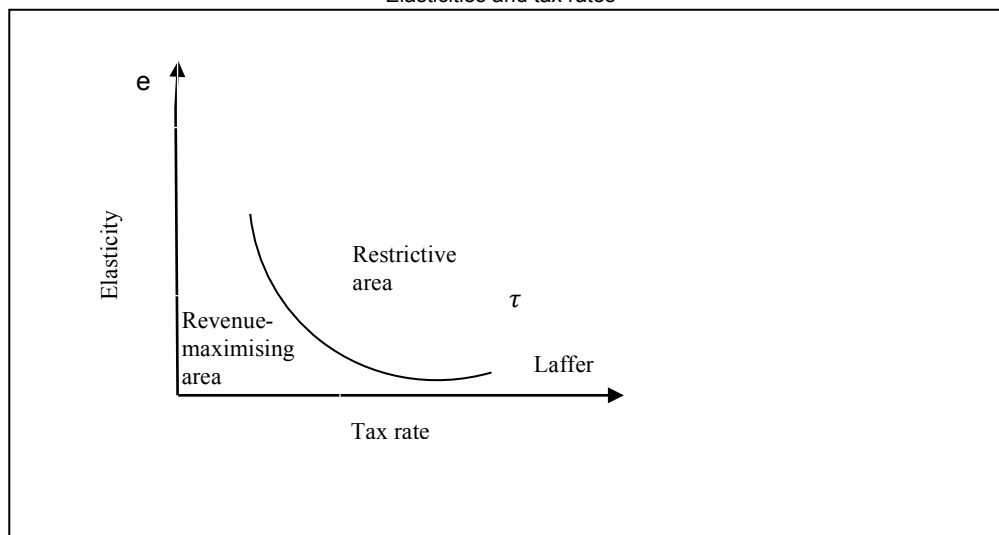 Elasticities and tax rates
e
Elasticity
Restrictive
area
τ
Revenue-
maximising
area
Laffer
Tax rate